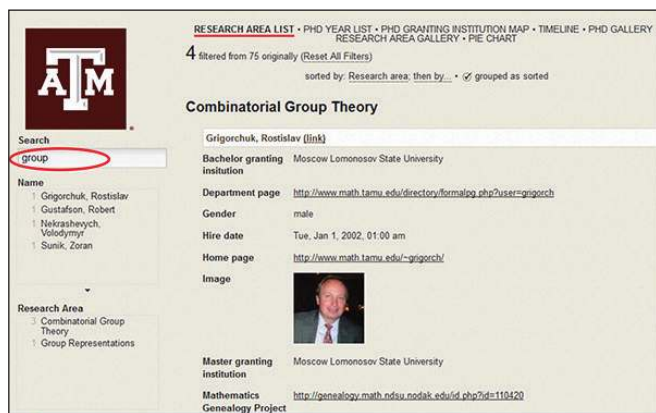 ATM
RESEARCH AREA LIST • PHD YEAR LIST • PHD GRANTING INSTITUTION MAP • TIMELINE • PHD GALLERY
RESEARCH AREA GALLERY • PIE CHART
4 filtered from 75 originally (Reset All Filters)
sorted by: Research area; then by... • grouped as sorted
Combinatorial Group Theory
Grigorchuk, Rostislav (link)
Bachelor granting insitution Moscow Lomonosov State University
Department page http://www.math.tamu.edu/directory/formalpg.php?user=grigorch
Gender male
Hire date Tue, Jan 1, 2002, 01:00 am
Home page http://www.math.tamu.edu/~grigorch/
Image
Master granting institution Moscow Lomonosov State University
Mathematics Genealogy Project http://genealogy.math.ndsu.nodak.edu/id.php?id=110420
Search
group
Name
1 Grigorchuk, Rostislav
1 Gustafson, Robert
1 Nekrashevych,
Volodymyr
1 Sunik, Zoran
Research Area
3 Combinatorial Group
Theory
1 Group Representations